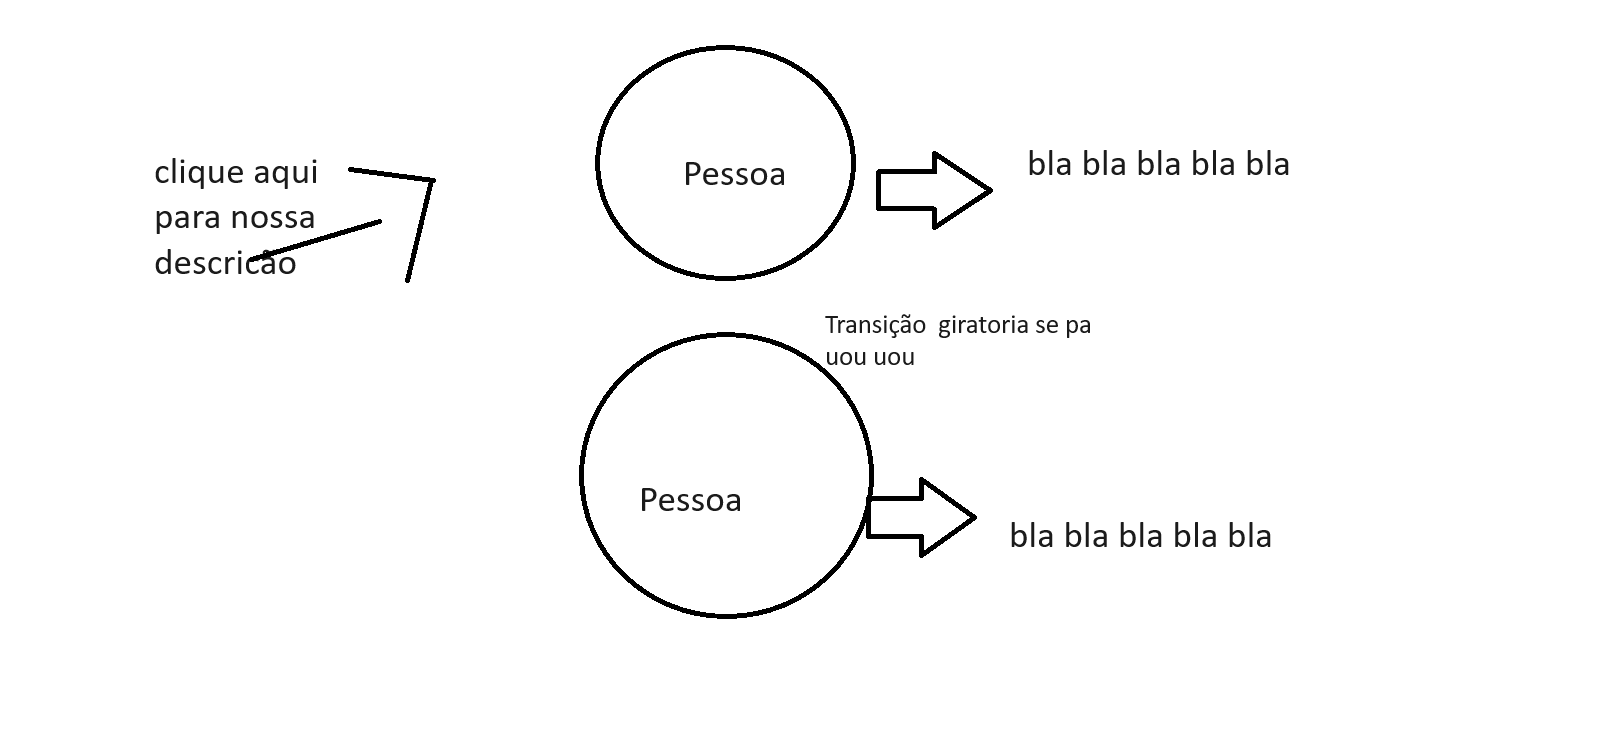 clique aqui
para nossa
descricão
Pessoa
bla bla bla bla bla
Transição giratoria se pa
uou uou
Pessoa
bla bla bla bla bla